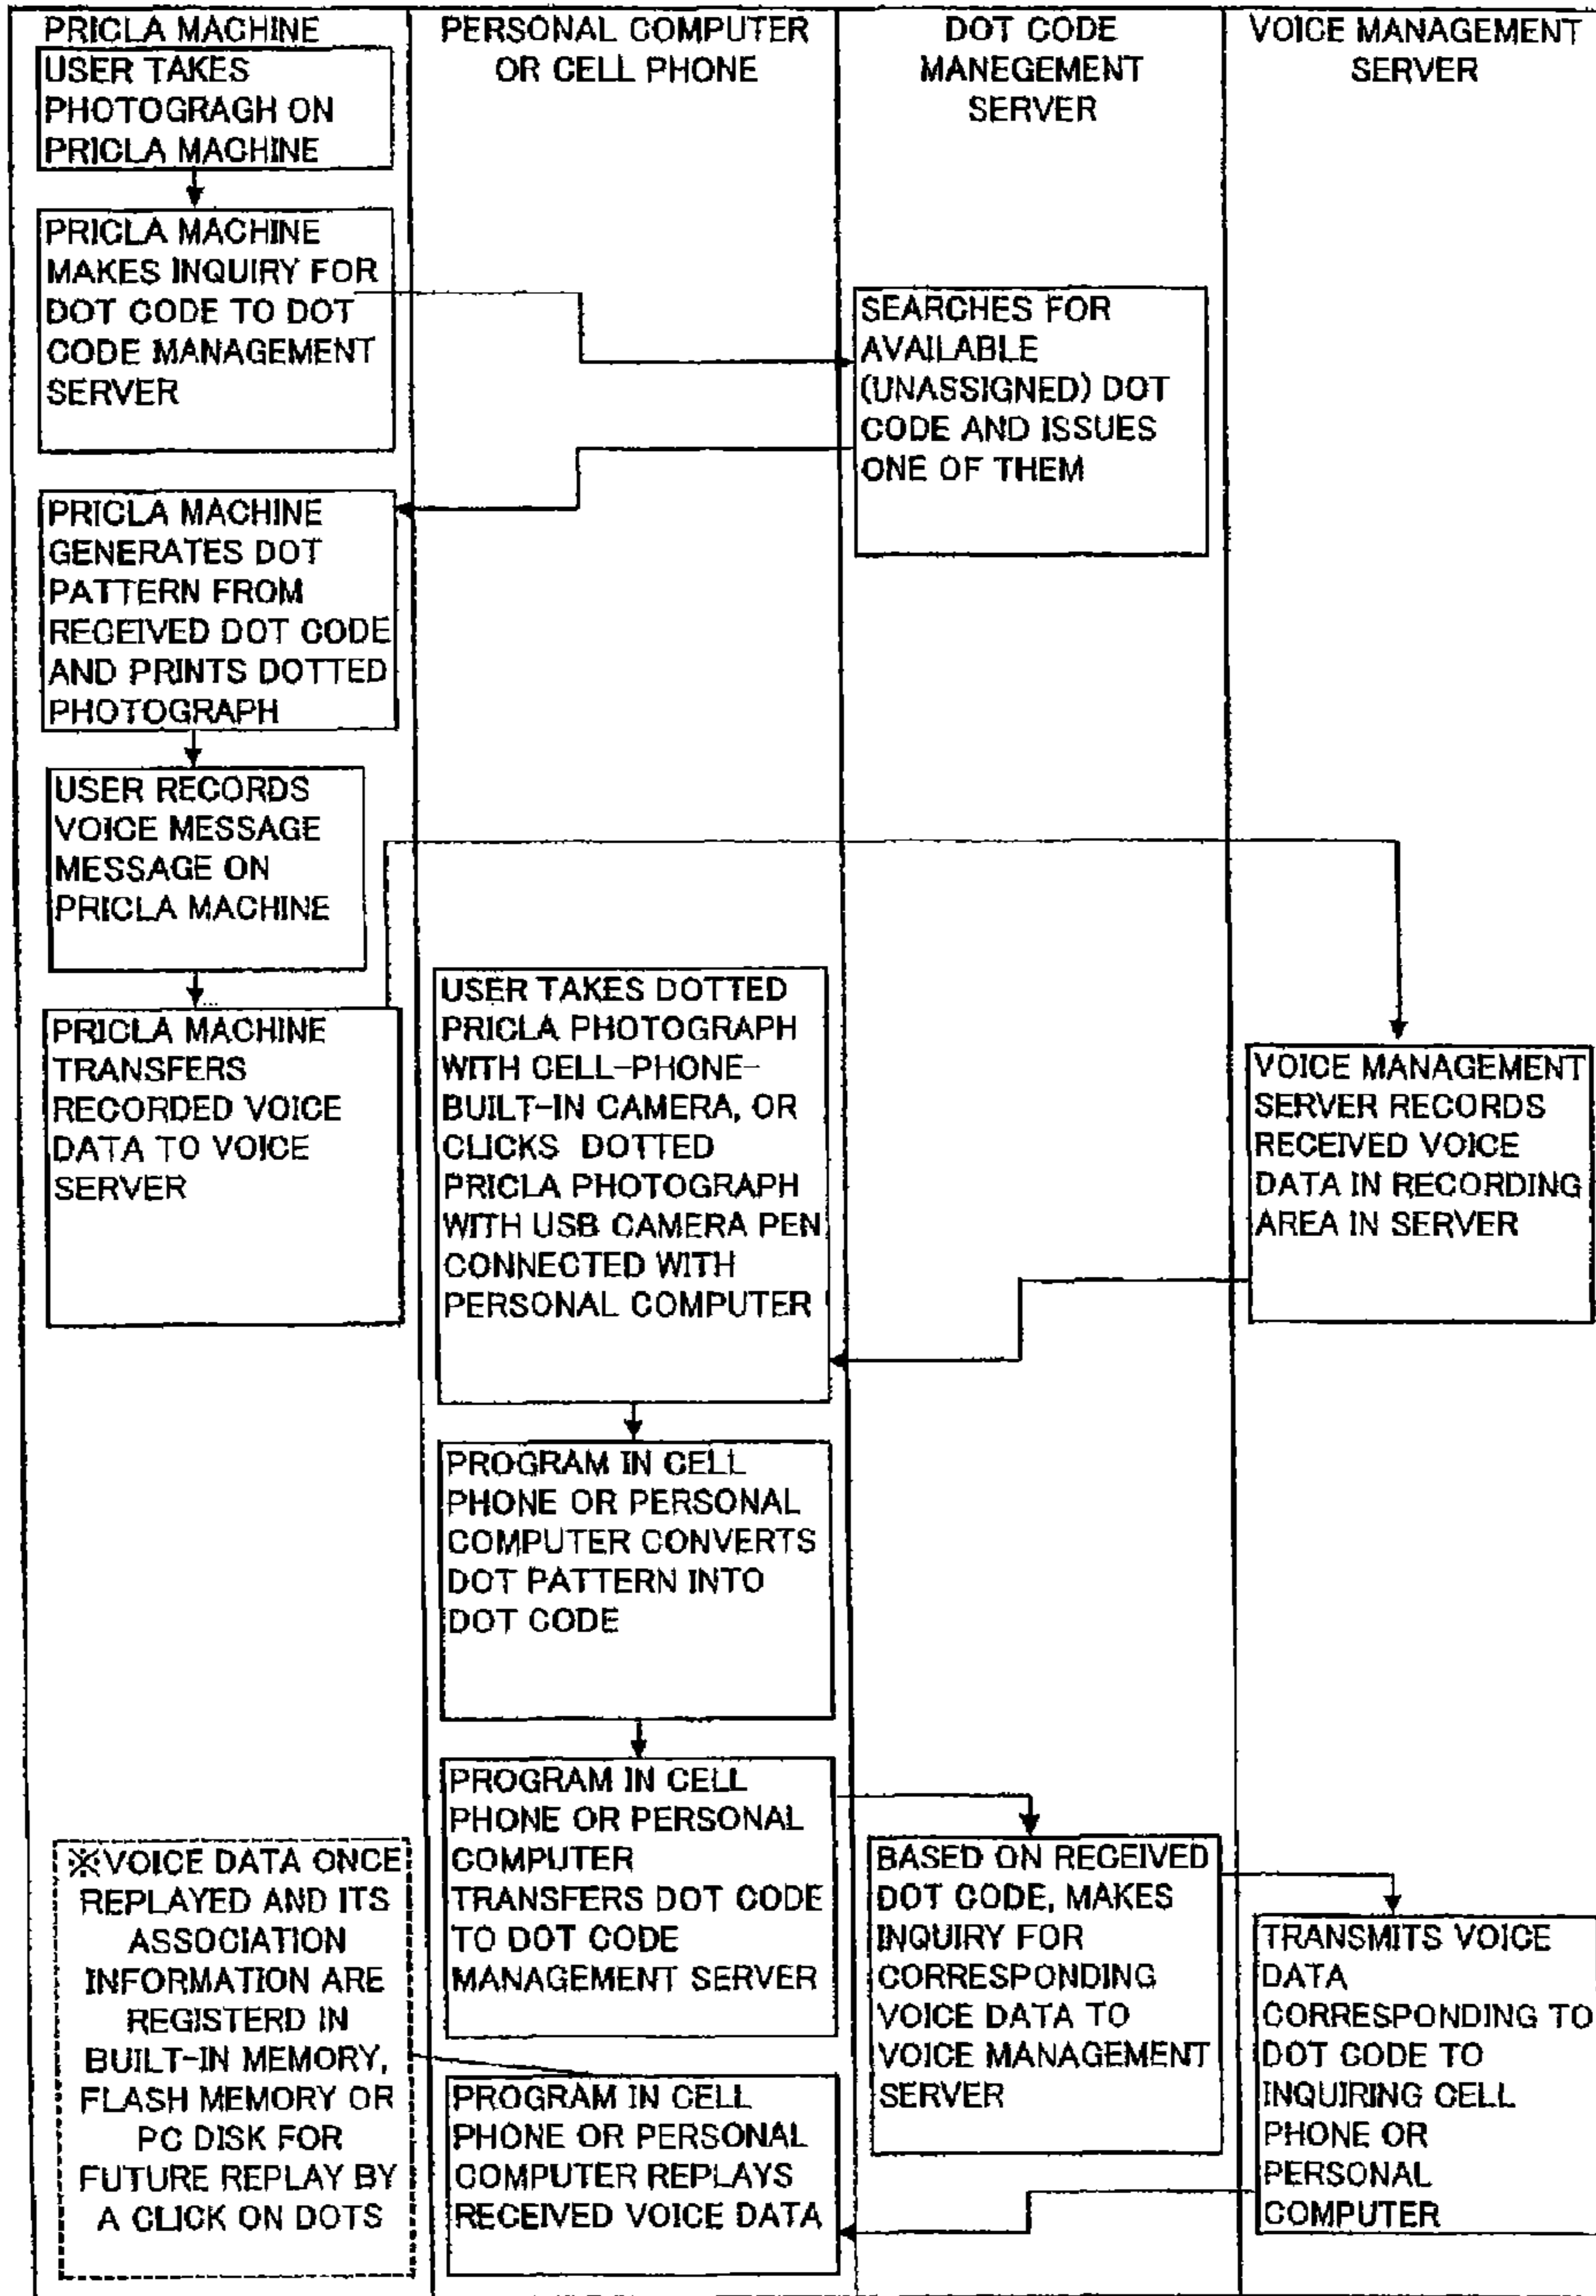 PRICLA MACHINE
USER TAKES
PHOTOGRAGH ON
PRICLA MACHINE
PRICLA MACHINE
MAKES INQUIRY FOR
DOT CODE TO DOT
CODE MANAGEMENT
SERVER
PRICLA MACHINE
GENERATES DOT
PATTERN FROM
RECEIVED DOT CODE
AND PRINTS DOTTED
PHOTOGRAPH
USER RECORDS
VOICE MESSAGE
MESSAGE ON
PRICLA MACHINE
PRICLA MACHINE
TRANSFERS
RECORDED VOICE
DATA TO VOICE
SERVER
※VOICE DATA ONCE
REPLAYED AND ITS
ASSOCIATION
INFORMATION ARE
REGISTERD IN
BUILT-IN MEMORY,
FLASH MEMORY OR
PC DISK FOR
FUTURE REPLAY BY
A CLICK ON DOTS
PERSONAL COMPUTER
OR CELL PHONE
USER TAKES DOTTED
PRICLA PHOTOGRAPH
WITH CELL-PHONE-
BUILT-IN CAMERA, OR
CLICKS DOTTED
PRICLA PHOTOGRAPH
WITH USB CAMERA PEN
CONNECTED WITH
PERSONAL COMPUTER
PROGRAM IN CELL
PHONE OR PERSONAL
COMPUTER CONVERTS
DOT PATTERN INTO
DOT CODE
PROGRAM IN CELL
PHONE OR PERSONAL
COMPUTER
TRANSFERS DOT CODE
TO DOT CODE
MANAGEMENT SERVER
PROGRAM IN CELL
PHONE OR PERSONAL
COMPUTER REPLAYS
RECEIVED VOICE DATA
DOT CODE
MANEGEMENT
SERVER
SEARCHES FOR
AVAILABLE
(UNASSIGNED) DOT
CODE AND ISSUES
ONE OF THEM
BASED ON RECEIVED
DOT CODE, MAKES
INQUIRY FOR
CORRESPONDING
VOICE DATA TO
VOICE MANAGEMENT
SERVER
VOICE MANAGEMENT
SERVER
VOICE MANAGEMENT
SERVER RECORDS
RECEIVED VOICE
DATA IN RECORDING
AREA IN SERVER
TRANSMITS VOICE
DATA
CORRESPONDING TO
DOT CODE TO
INQUIRING CELL
PHONE OR
PERSONAL
COMPUTER